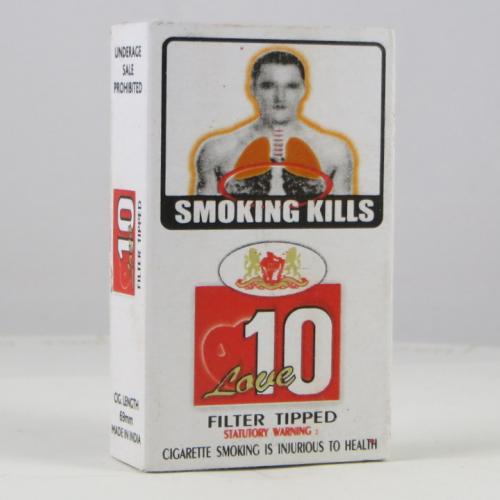 UNDERAGE
SALE
PROHIBITED
10
Love
FILTER TIPPED
CIG. LENGTH
69mm
MADE IN INDIA
SMOKING KILLS
10
Love
FILTER TIPPED
STATUTORY WARNING :
CIGARETTE SMOKING IS INJURIOUS TO HEALTH